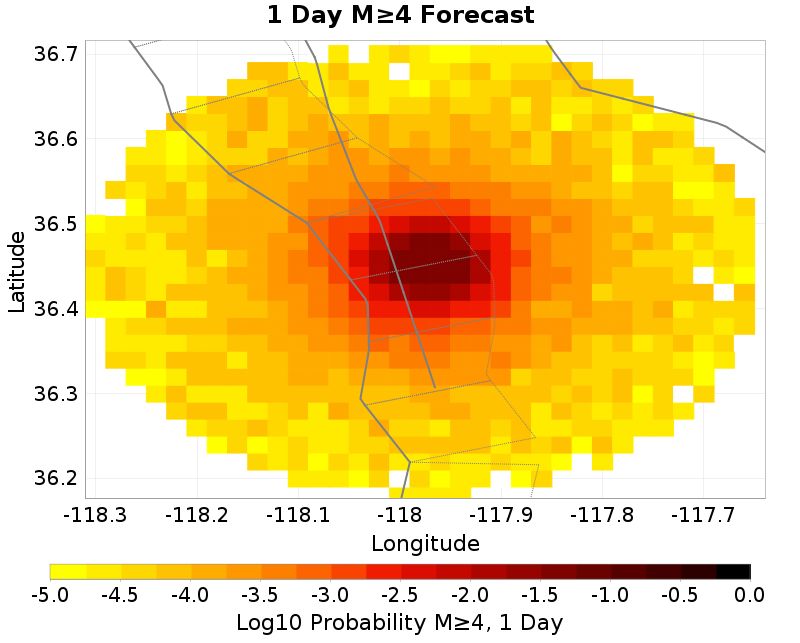 1 Day M≥4 Forecast
36.7
36.6
36.5
36.4
36.3
36.2
Latitude
-118.3 -118.2 -118.1 -118 -117.9 -117.8 -117.7
Longitude
-5.0 -4.5 -4.0 -3.5 -3.0 -2.5 -2.0 -1.5 -1.0 -0.5 0.0
Log10 Probability M≥4, 1 Day